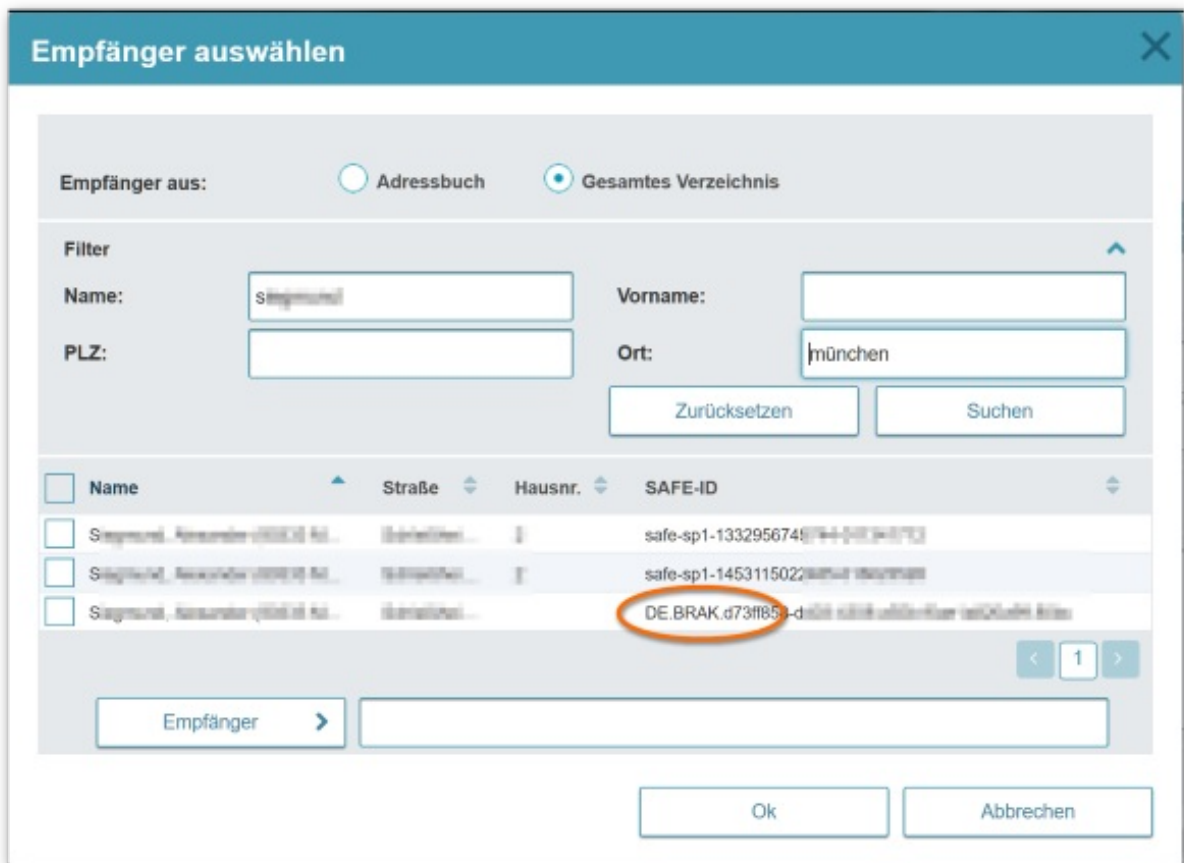 Empfänger auswählen
Empfänger aus: Adressbuch Gesamtes Verzeichnis
Filter
Name: Vorname:
PLZ: Ort: münchen
Zurücksetzen Suchen
Name Straße Hausnr. SAFE-ID
safe-sp1-133295674
safe-sp1-1453115022
DE.BRAK.d73ff85
1
Empfänger
Ok Abbrechen